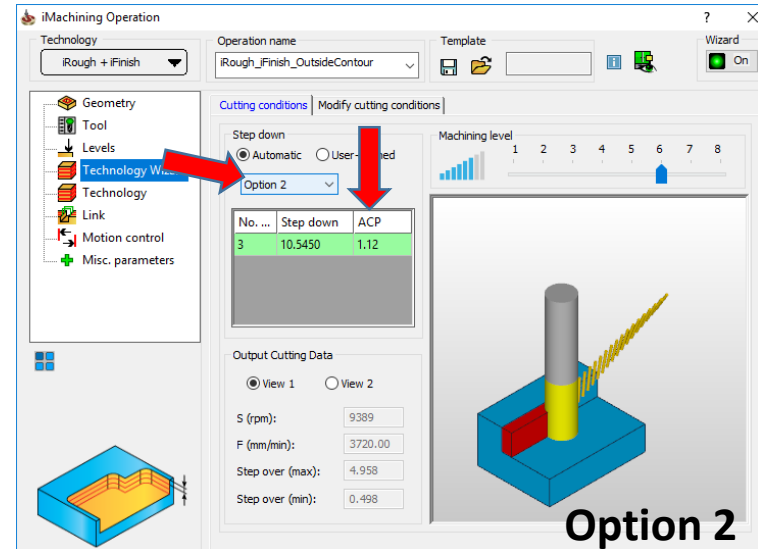 iMachining Operation
? X
Technology
iRough + iFinish
Operation name
iRough_iFinish_OutsideContour
Template
Wizard
On
Geometry
Tool
Levels
Technology
Technology
Link
Motion control
Misc. parameters
Cutting conditions Modify cutting conditions
Step down
Automatic
Option 2
No. ... Step down ACP
3 10.5450 1.12
Machining level
1 2 3 4 5 6 7 8
Output Cutting Data
View 1 View 2
S (rpm): 9389
F (mm/min): 3720.00
Step over (max): 4.958
Step over (min): 0.498
Option 2